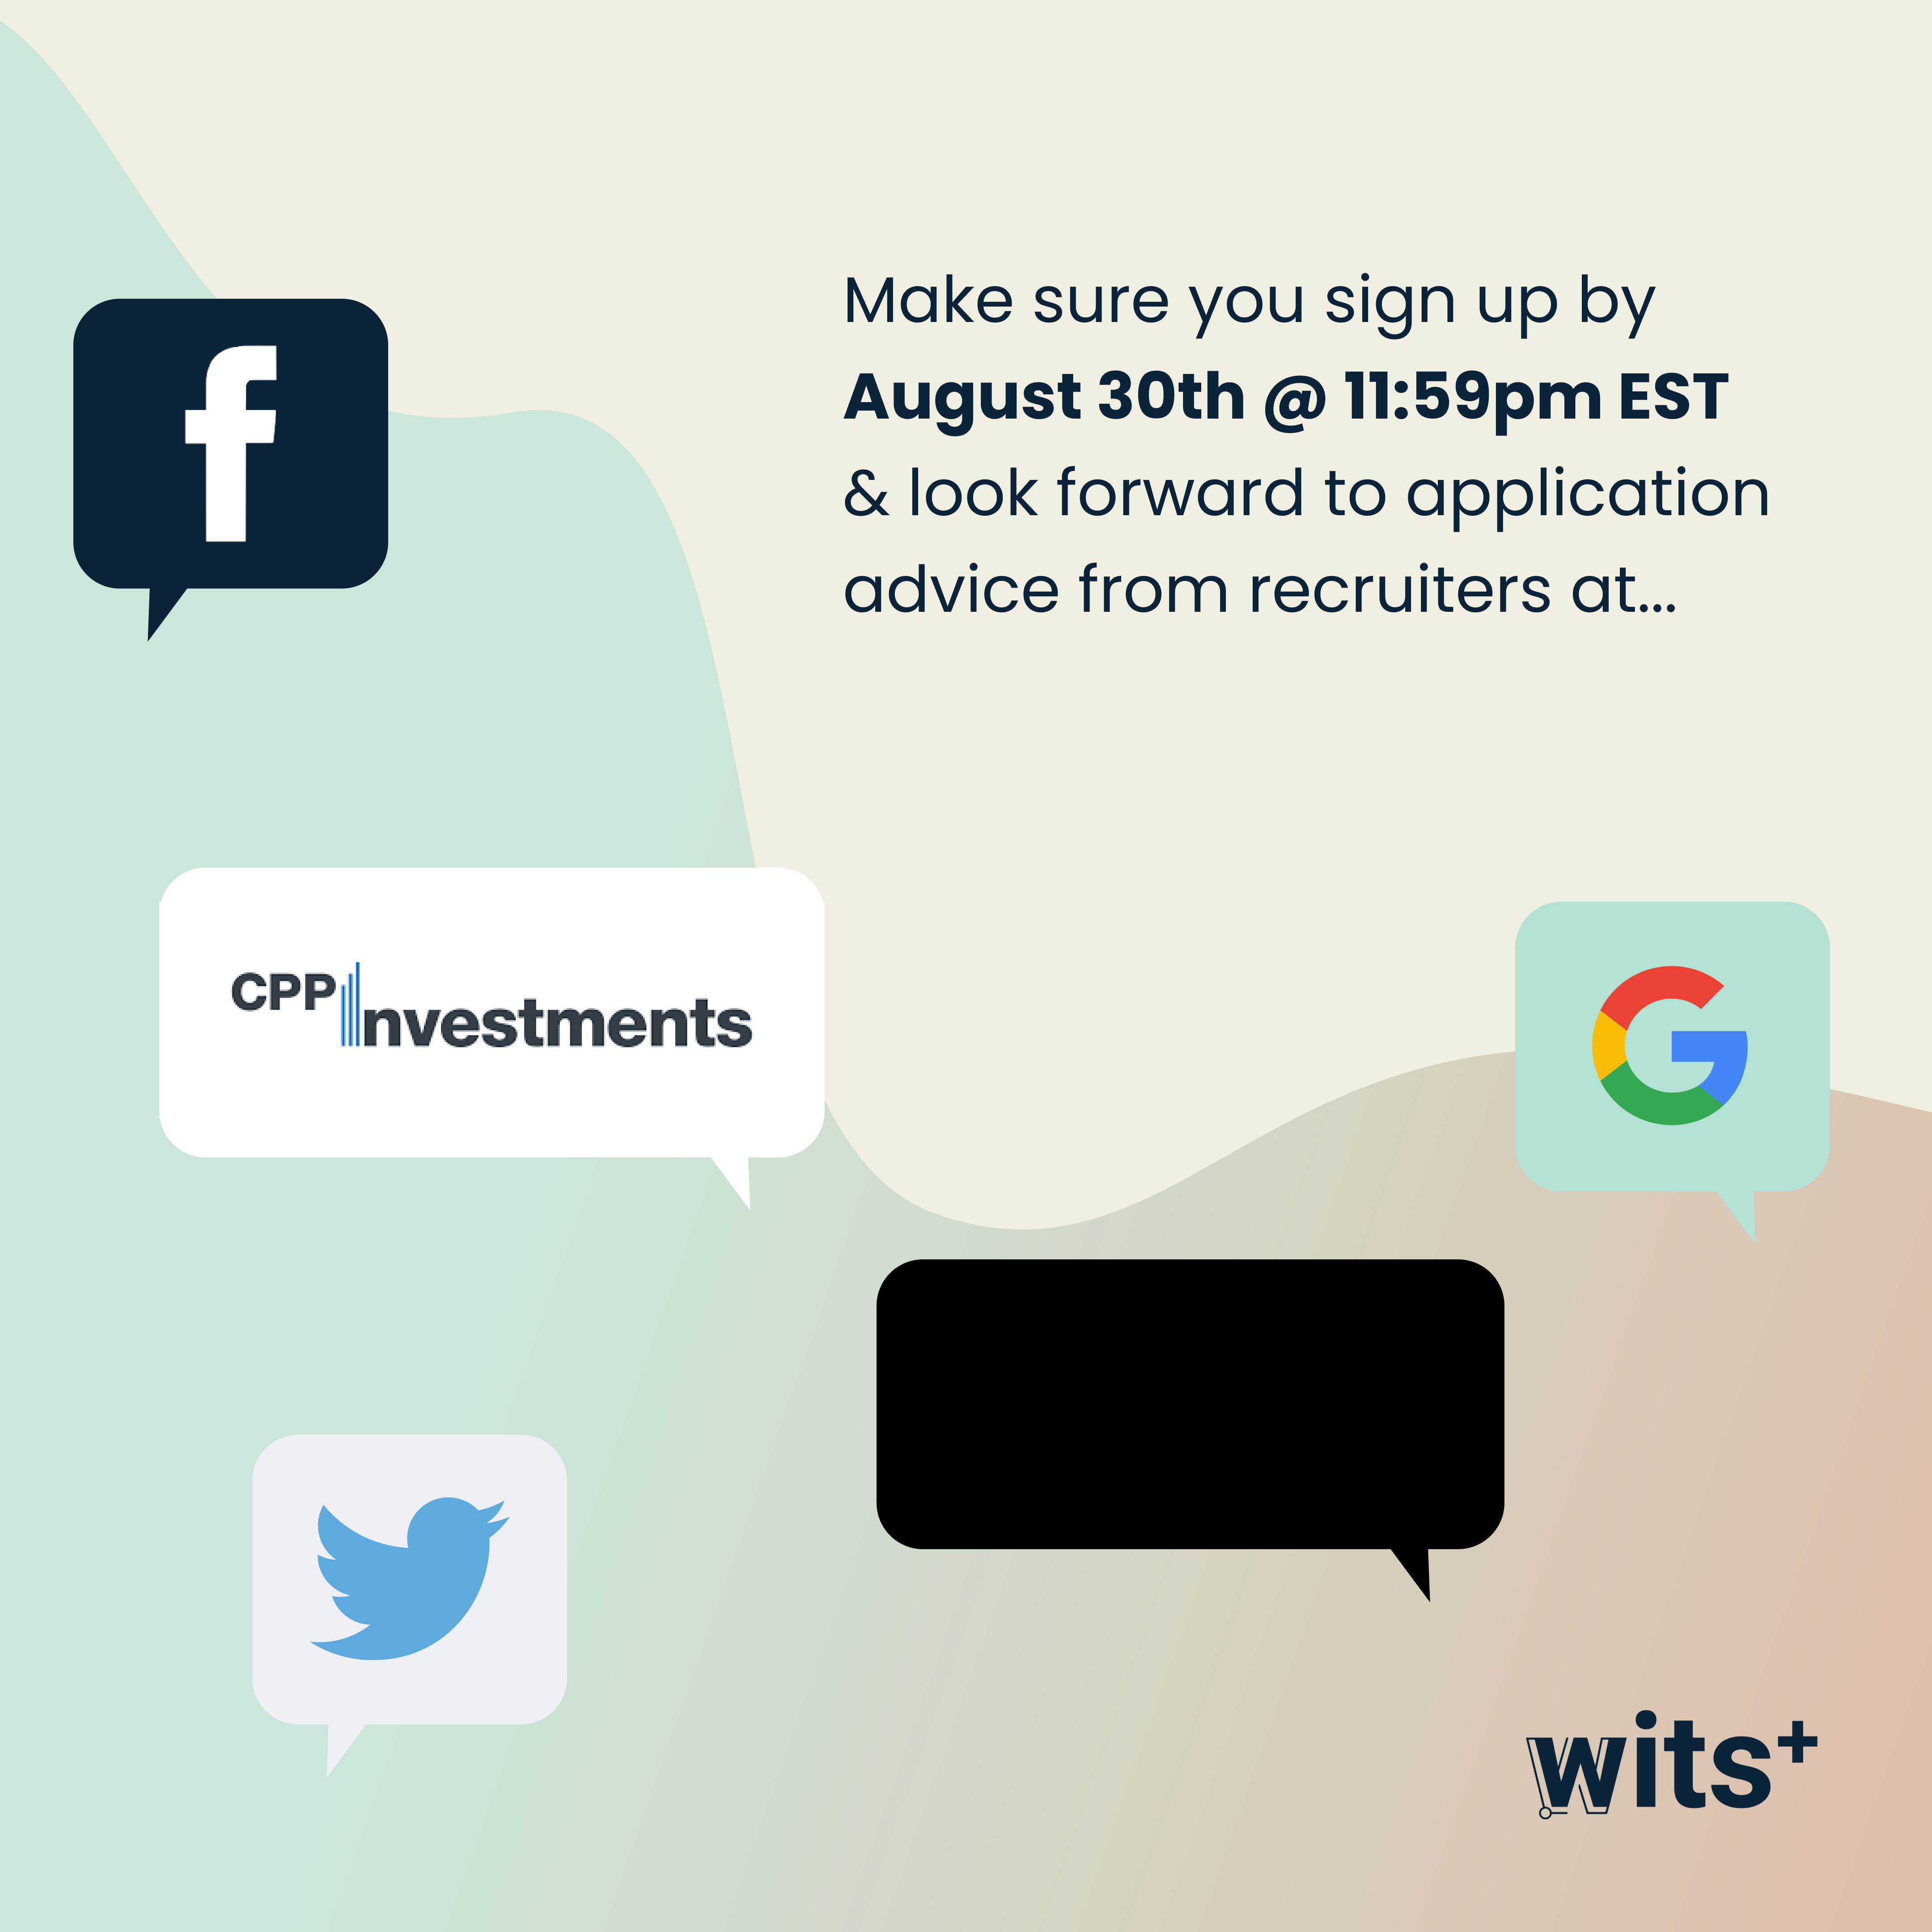 Make sure you sign up by
August 30th @ 11:59pm EST
& look forward to application
advice from recruiters at...
f
CPP Investments
G
wits+